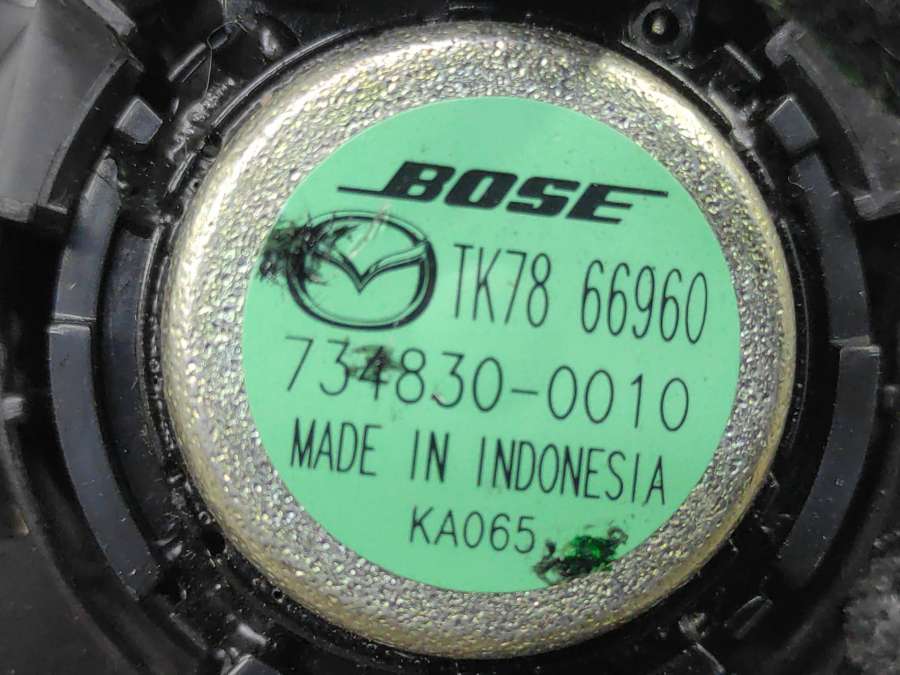 BOSE
TK78 66960
734830-0010
MADE IN INDONESIA
KA065